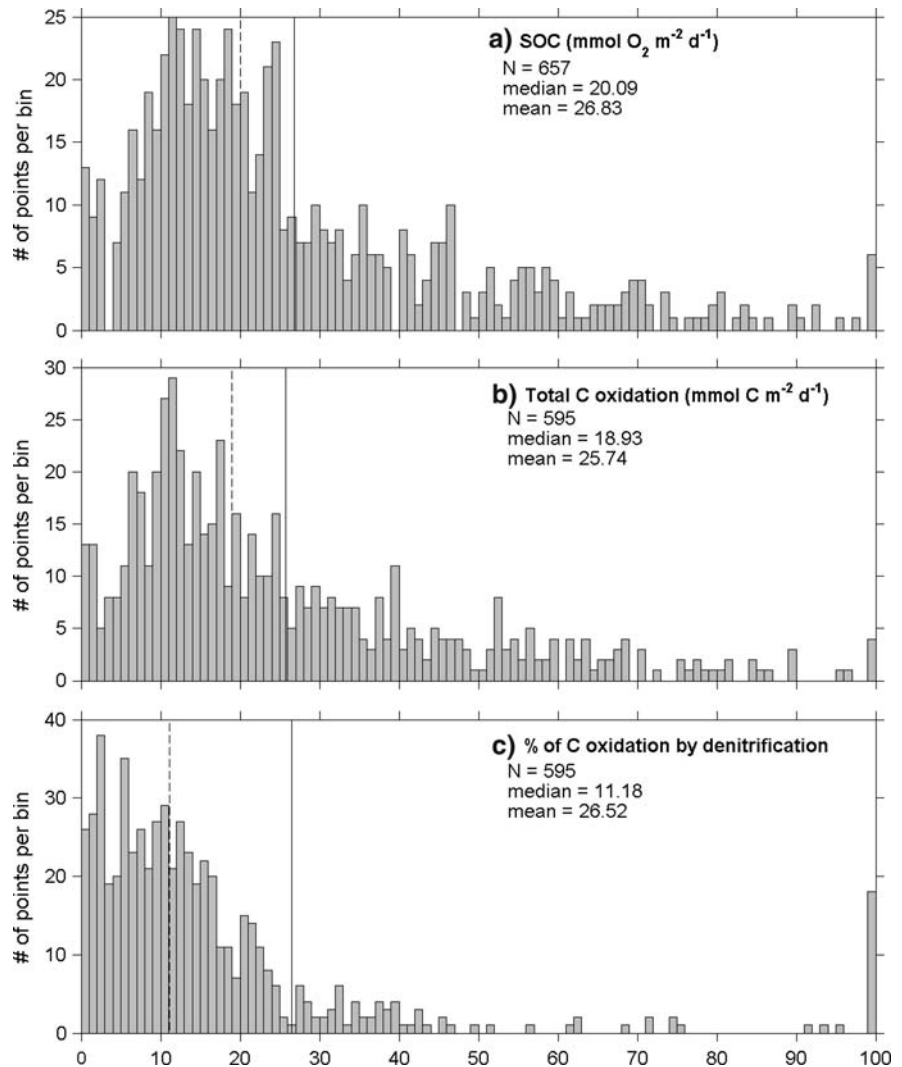 a) SOC (mmol O₂ m⁻² d⁻¹)
N = 657
median = 20.09
mean = 26.83
# of points per bin
25
20
15
10
5
0
b) Total C oxidation (mmol C m⁻² d⁻¹)
N = 595
median = 18.93
mean = 25.74
# of points per bin
30
25
20
15
10
5
0
c) % of C oxidation by denitrification
N = 595
median = 11.18
mean = 26.52
# of points per bin
40
30
20
10
0
0 10 20 30 40 50 60 70 80 90 100